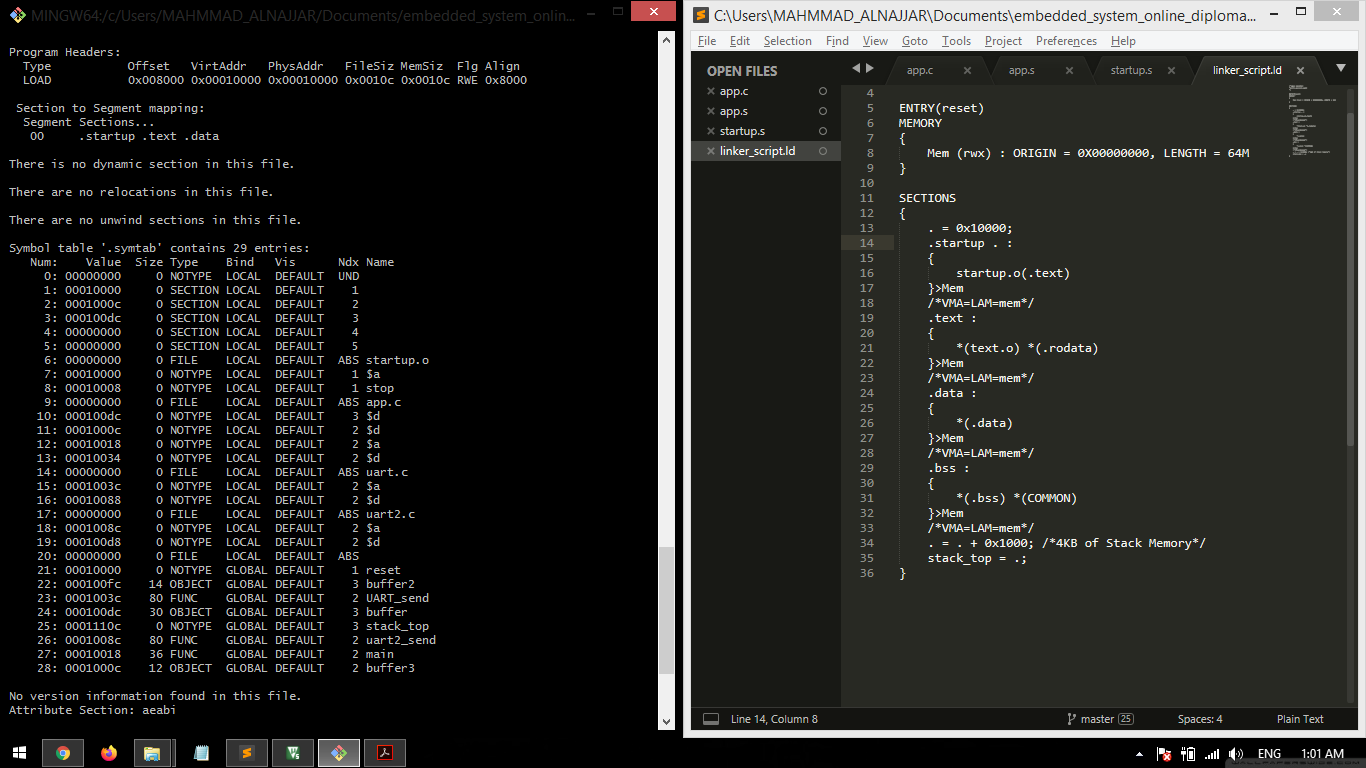 MINGW64:/c/Users/MAHMMAD_ALNAJJAR/Documents/embedded_system_onlin...
Program Headers:
Type Offset VirtAddr PhysAddr FileSiz MemSiz Flg Align
LOAD 0x008000 0x00010000 0x00010000 0x0010c 0x0010c RWE 0x8000
Section to Segment mapping:
Segment Sections...
00 .startup .text .data
There is no dynamic section in this file.
There are no relocations in this file.
There are no unwind sections in this file.
Symbol table '.symtab' contains 29 entries:
Num: Value Size Type Bind Vis Ndx Name
0: 00000000 0 NOTYPE LOCAL DEFAULT UND
1: 00010000 0 SECTION LOCAL DEFAULT 1
2: 0001000c 0 SECTION LOCAL DEFAULT 2
3: 000100dc 0 SECTION LOCAL DEFAULT 3
4: 00000000 0 SECTION LOCAL DEFAULT 4
5: 00000000 0 SECTION LOCAL DEFAULT 5
6: 00000000 0 FILE LOCAL DEFAULT ABS startup.o
7: 00010000 0 NOTYPE LOCAL DEFAULT 1 $a
8: 00010008 0 NOTYPE LOCAL DEFAULT 1 stop
9: 00000000 0 FILE LOCAL DEFAULT ABS app.c
10: 000100dc 0 NOTYPE LOCAL DEFAULT 3 $d
11: 0001000c 0 NOTYPE LOCAL DEFAULT 2 $d
12: 00010018 0 NOTYPE LOCAL DEFAULT 2 $a
13: 00010034 0 NOTYPE LOCAL DEFAULT 2 $d
14: 00000000 0 FILE LOCAL DEFAULT ABS uart.c
15: 0001003c 0 NOTYPE LOCAL DEFAULT 2 $a
16: 00010088 0 NOTYPE LOCAL DEFAULT 2 $d
17: 00000000 0 FILE LOCAL DEFAULT ABS uart2.c
18: 0001008c 0 NOTYPE LOCAL DEFAULT 2 $a
19: 000100d8 0 NOTYPE LOCAL DEFAULT 2 $d
20: 00000000 0 FILE LOCAL DEFAULT ABS
21: 00010000 0 NOTYPE GLOBAL DEFAULT 1 reset
22: 000100fc 14 OBJECT GLOBAL DEFAULT 3 buffer2
23: 0001003c 80 FUNC GLOBAL DEFAULT 2 UART_send
24: 000100dc 30 OBJECT GLOBAL DEFAULT 3 buffer
25: 0001110c 0 NOTYPE GLOBAL DEFAULT 3 stack_top
26: 0001008c 80 FUNC GLOBAL DEFAULT 2 uart2_send
27: 00010018 36 FUNC GLOBAL DEFAULT 2 main
28: 0001000c 12 OBJECT GLOBAL DEFAULT 2 buffer3
No version information found in this file.
Attribute Section: aeabi
C:\Users\MAHMMAD_ALNAJJAR\Documents\embedded_system_online_diploma...
File Edit Selection Find View Goto Tools Project Preferences Help
OPEN FILES
app.c
app.s
startup.s
linker_script.ld
app.c app.s startup.s linker_script.ld
4
5 ENTRY(reset)
6 MEMORY
7 {
8 Mem (rwx) : ORIGIN = 0X00000000, LENGTH = 64M
9 }
10
11 SECTIONS
12 {
13 . = 0x10000;
14 .startup . :
15 {
16 startup.o(.text)
17 }>Mem
18 /*VMA=LAM=mem*/
19 .text :
20 {
21 *(text.o) *(.rodata)
22 }>Mem
23 /*VMA=LAM=mem*/
24 .data :
25 {
26 *(.data)
27 }>Mem
28 /*VMA=LAM=mem*/
29 .bss :
30 {
31 *(.bss) *(COMMON)
32 }>Mem
33 /*VMA=LAM=mem*/
34 . = . + 0x1000; /*4KB of Stack Memory*/
35 stack_top = .;
36 }
Line 14, Column 8 master 25 Spaces: 4 Plain Text
ENG 1:01 AM